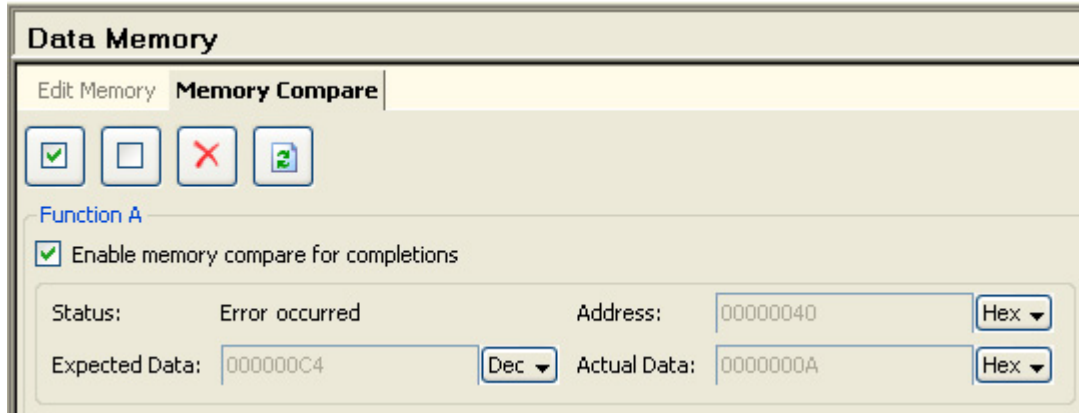 Data Memory
Edit Memory Memory Compare
Function A
Enable memory compare for completions
Status: Error occurred Address: 00000040 Hex
Expected Data: 000000C4 Dec Actual Data: 0000000A Hex